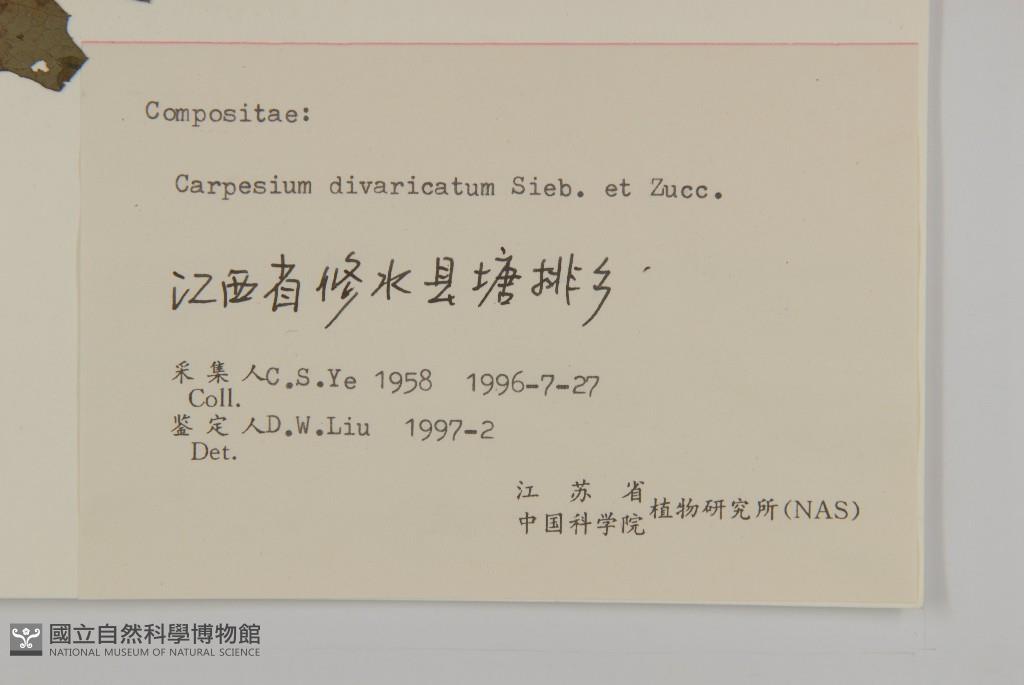 Compositae:
Carpesium divaricatum Sieb. et Zucc.
江西省修水县塘排乡
采集人C.S.Ye 1958 1996-7-27
Coll.
鉴定人D.W.Liu 1997-2
Det.
江苏省
中国科学院植物研究所(NAS)
國立自然科學博物館
NATIONAL MUSEUM OF NATURAL SCIENCE